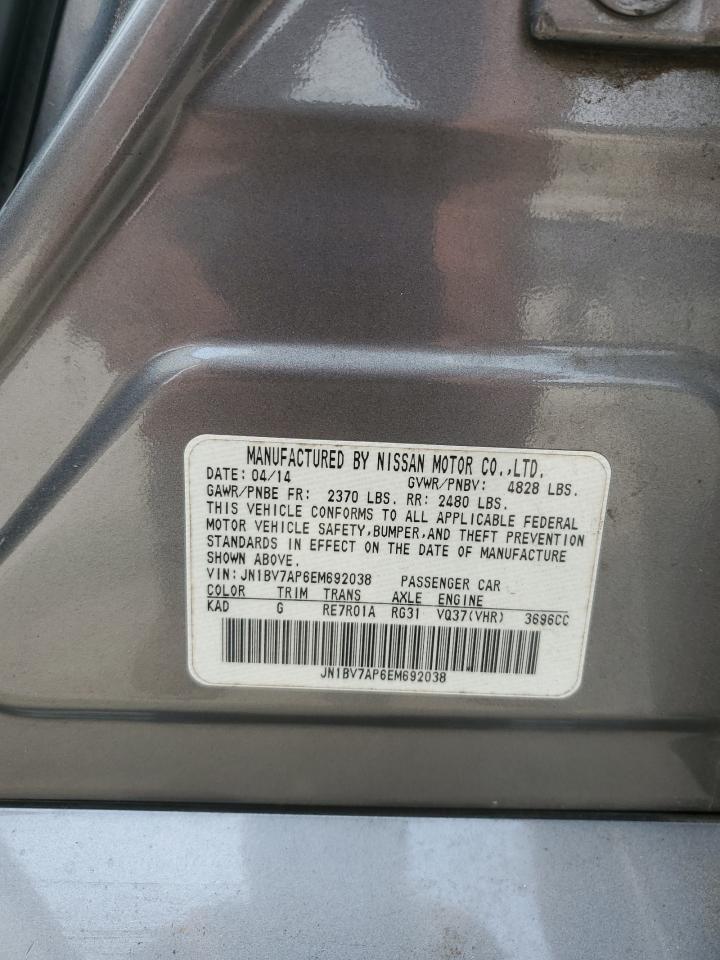 MANUFACTURED BY NISSAN MOTOR CO.,LTD.
DATE: 04/14 GVWR/PNBV: 4828 LBS.
GAWR/PNBE FR: 2370 LBS. RR: 2480 LBS.
THIS VEHICLE CONFORMS TO ALL APPLICABLE FEDERAL
MOTOR VEHICLE SAFETY,BUMPER,AND THEFT PREVENTION
STANDARDS IN EFFECT ON THE DATE OF MANUFACTURE
SHOWN ABOVE.
VIN:JN1BV7AP6EM692038 PASSENGER CAR
COLOR TRIM TRANS AXLE ENGINE
KAD G RE7R01A RG31 VQ37(VHR) 3696CC
JN1BV7AP6EM692038